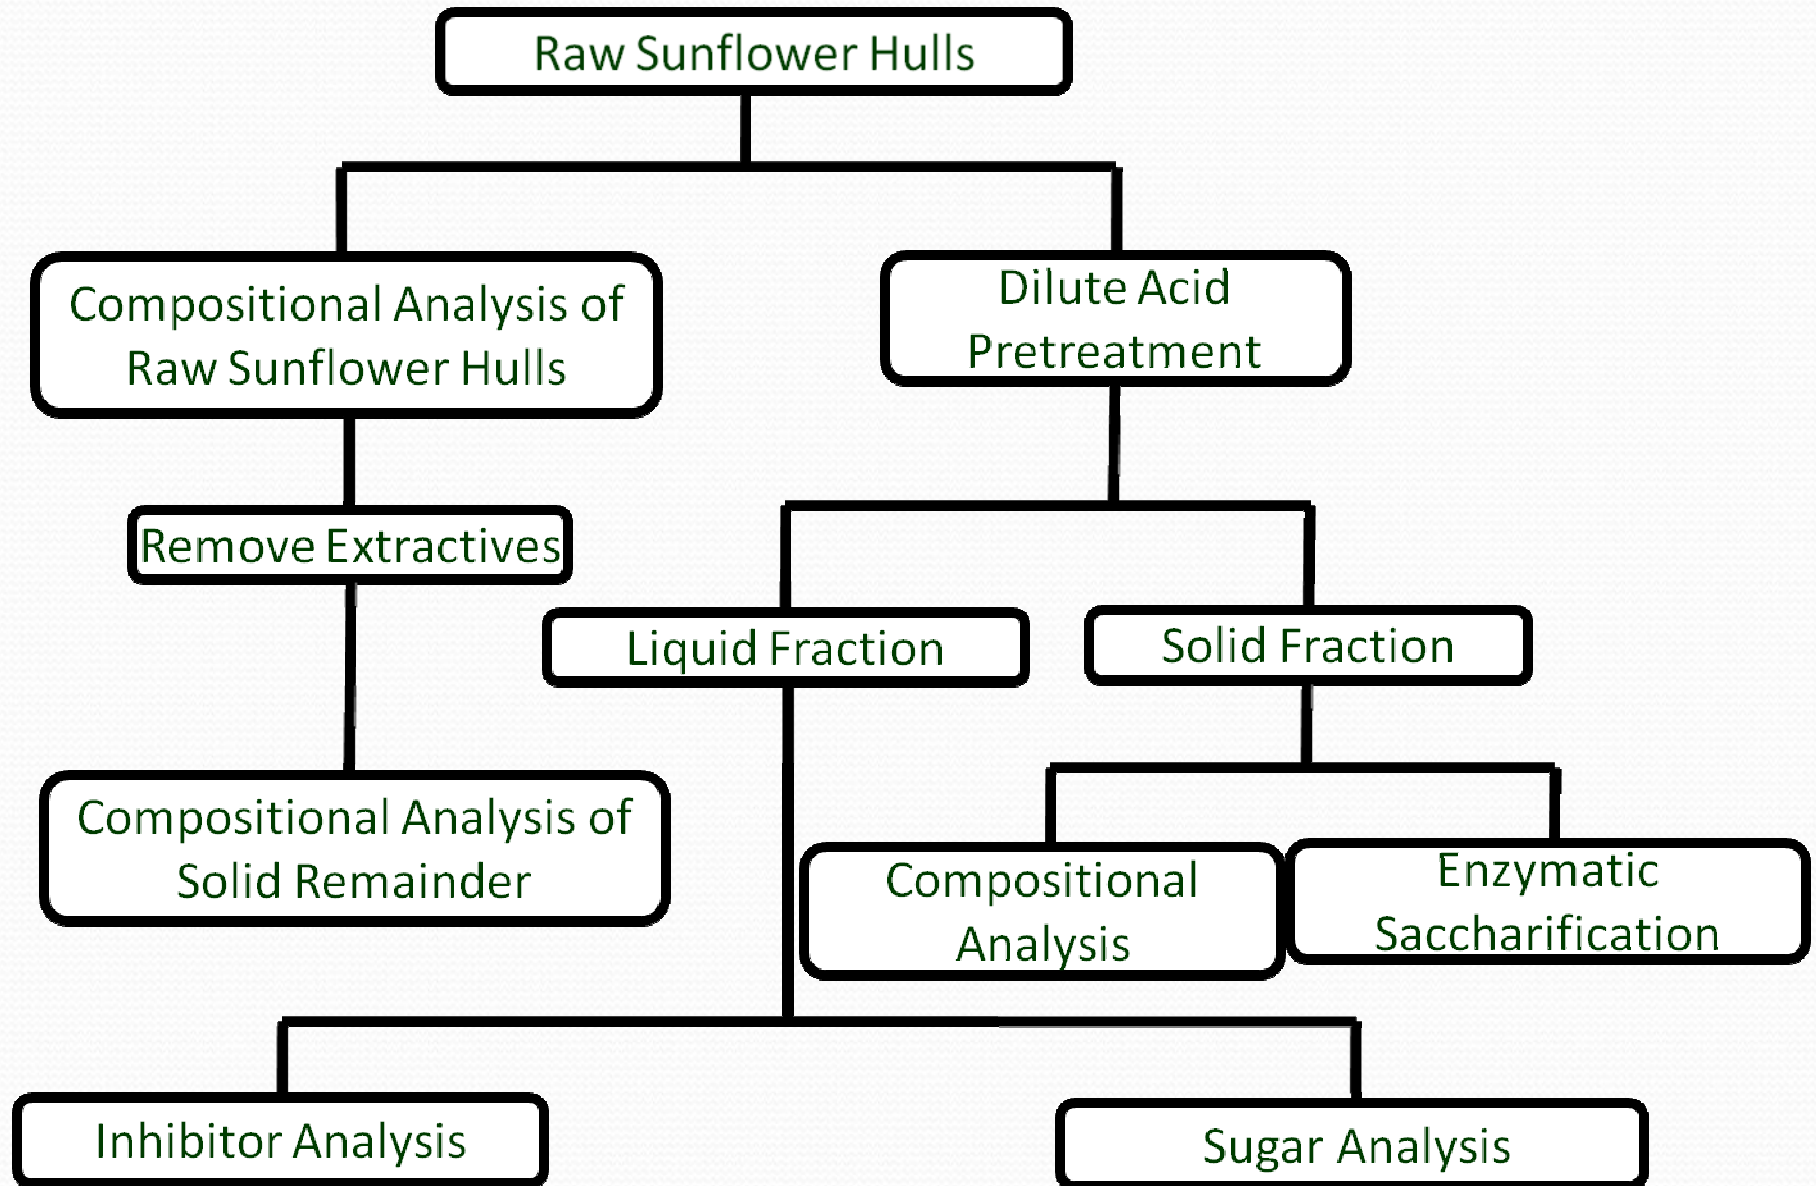 Raw Sunflower Hulls
Compositional Analysis of
Raw Sunflower Hulls
Dilute Acid
Pretreatment
Remove Extractives
Liquid Fraction
Solid Fraction
Compositional Analysis of
Solid Remainder
Compositional
Analysis
Enzymatic
Saccharification
Inhibitor Analysis
Sugar Analysis